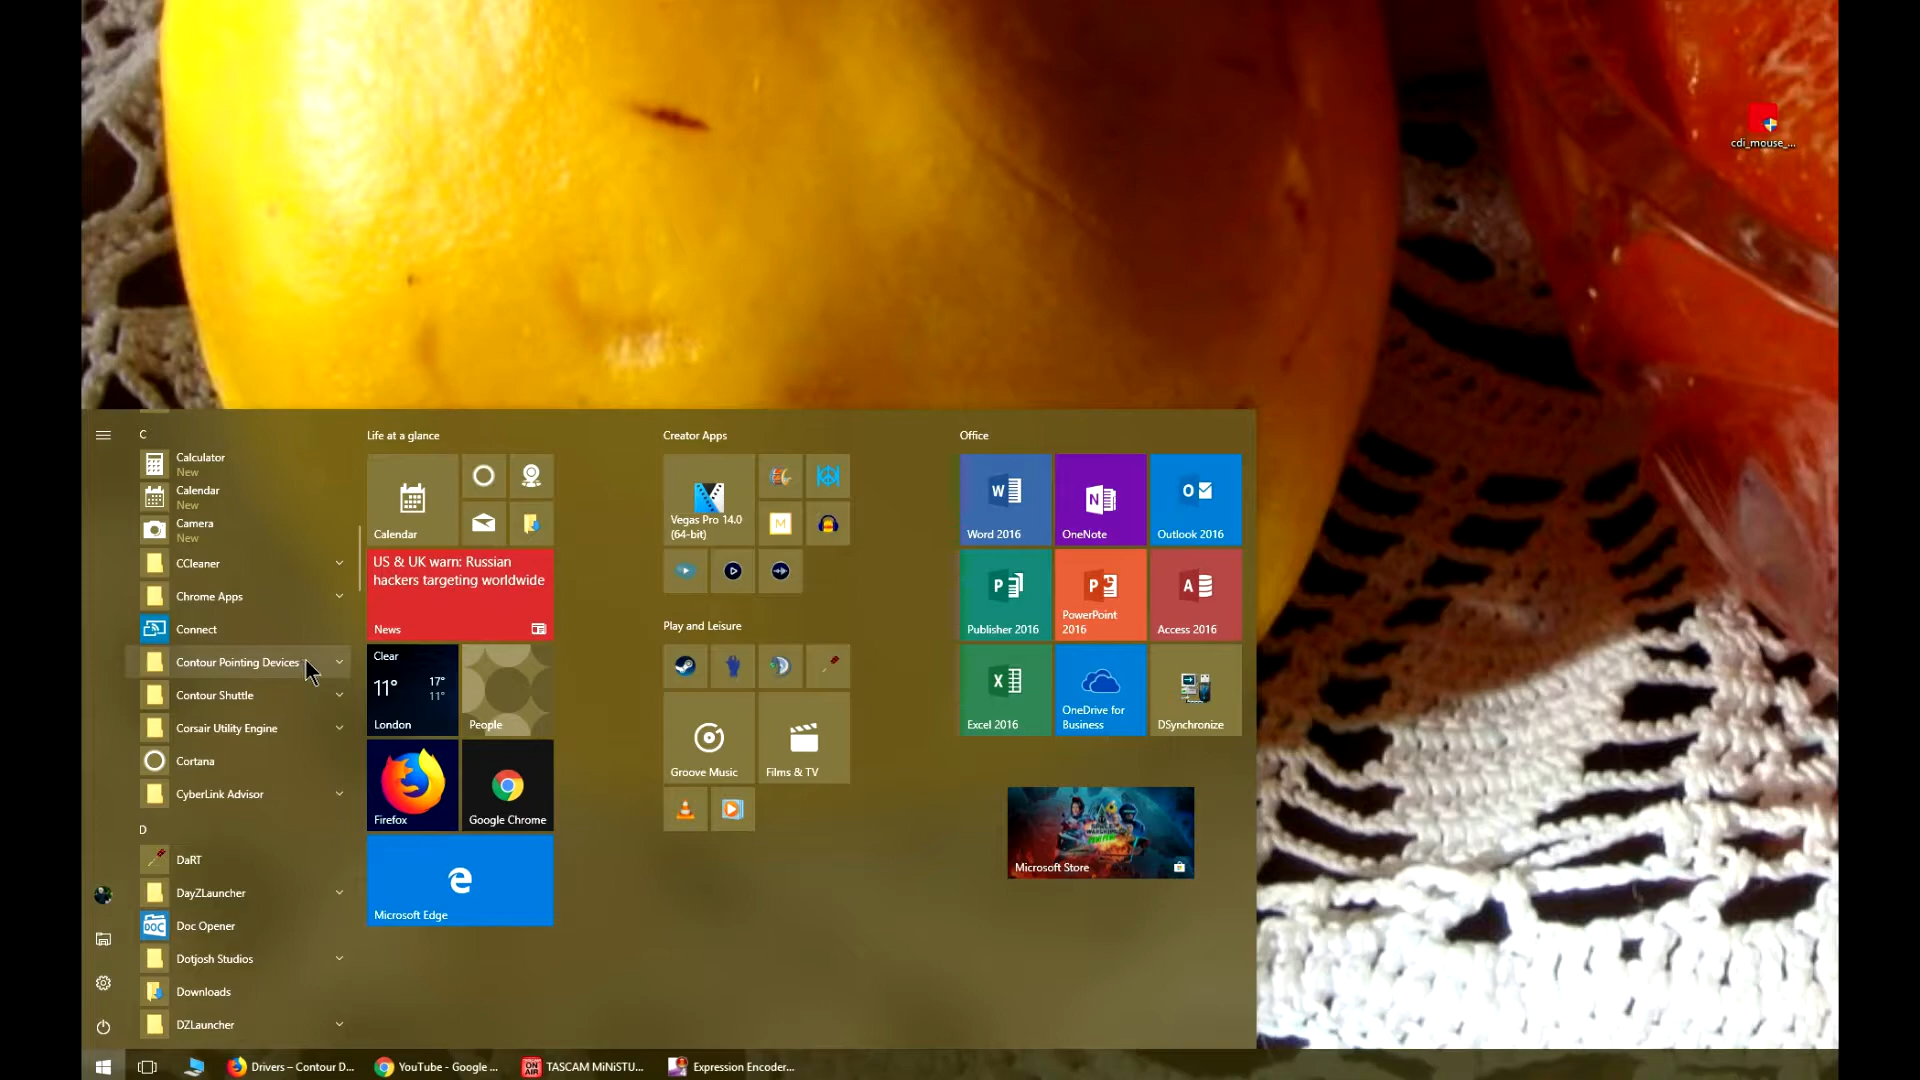 cdi_mouse_...
C
Calculator
New
Calendar
New
Camera
New
CCleaner
Chrome Apps
Connect
Contour Pointing Devices
Contour Shuttle
Corsair Utility Engine
Cortana
CyberLink Advisor
D
DaRT
DayZLauncher
DOC
Doc Opener
Dotjosh Studios
Downloads
DZLauncher
Life at a glance
Calendar
US & UK warn: Russian
hackers targeting worldwide
News
Clear
11° 17°
11°
London
People
Firefox
Google Chrome
Microsoft Edge
Creator Apps
Vegas Pro 14.0
(64-bit)
M
Play and Leisure
Groove Music
Films & TV
Office
Word 2016
OneNote
Outlook 2016
Publisher 2016
PowerPoint
2016
Access 2016
Excel 2016
OneDrive for
Business
DSynchronize
Microsoft Store
Drivers – Contour D...
YouTube - Google ...
ON
AIR
TASCAM MiNiSTU...
Expression Encoder...